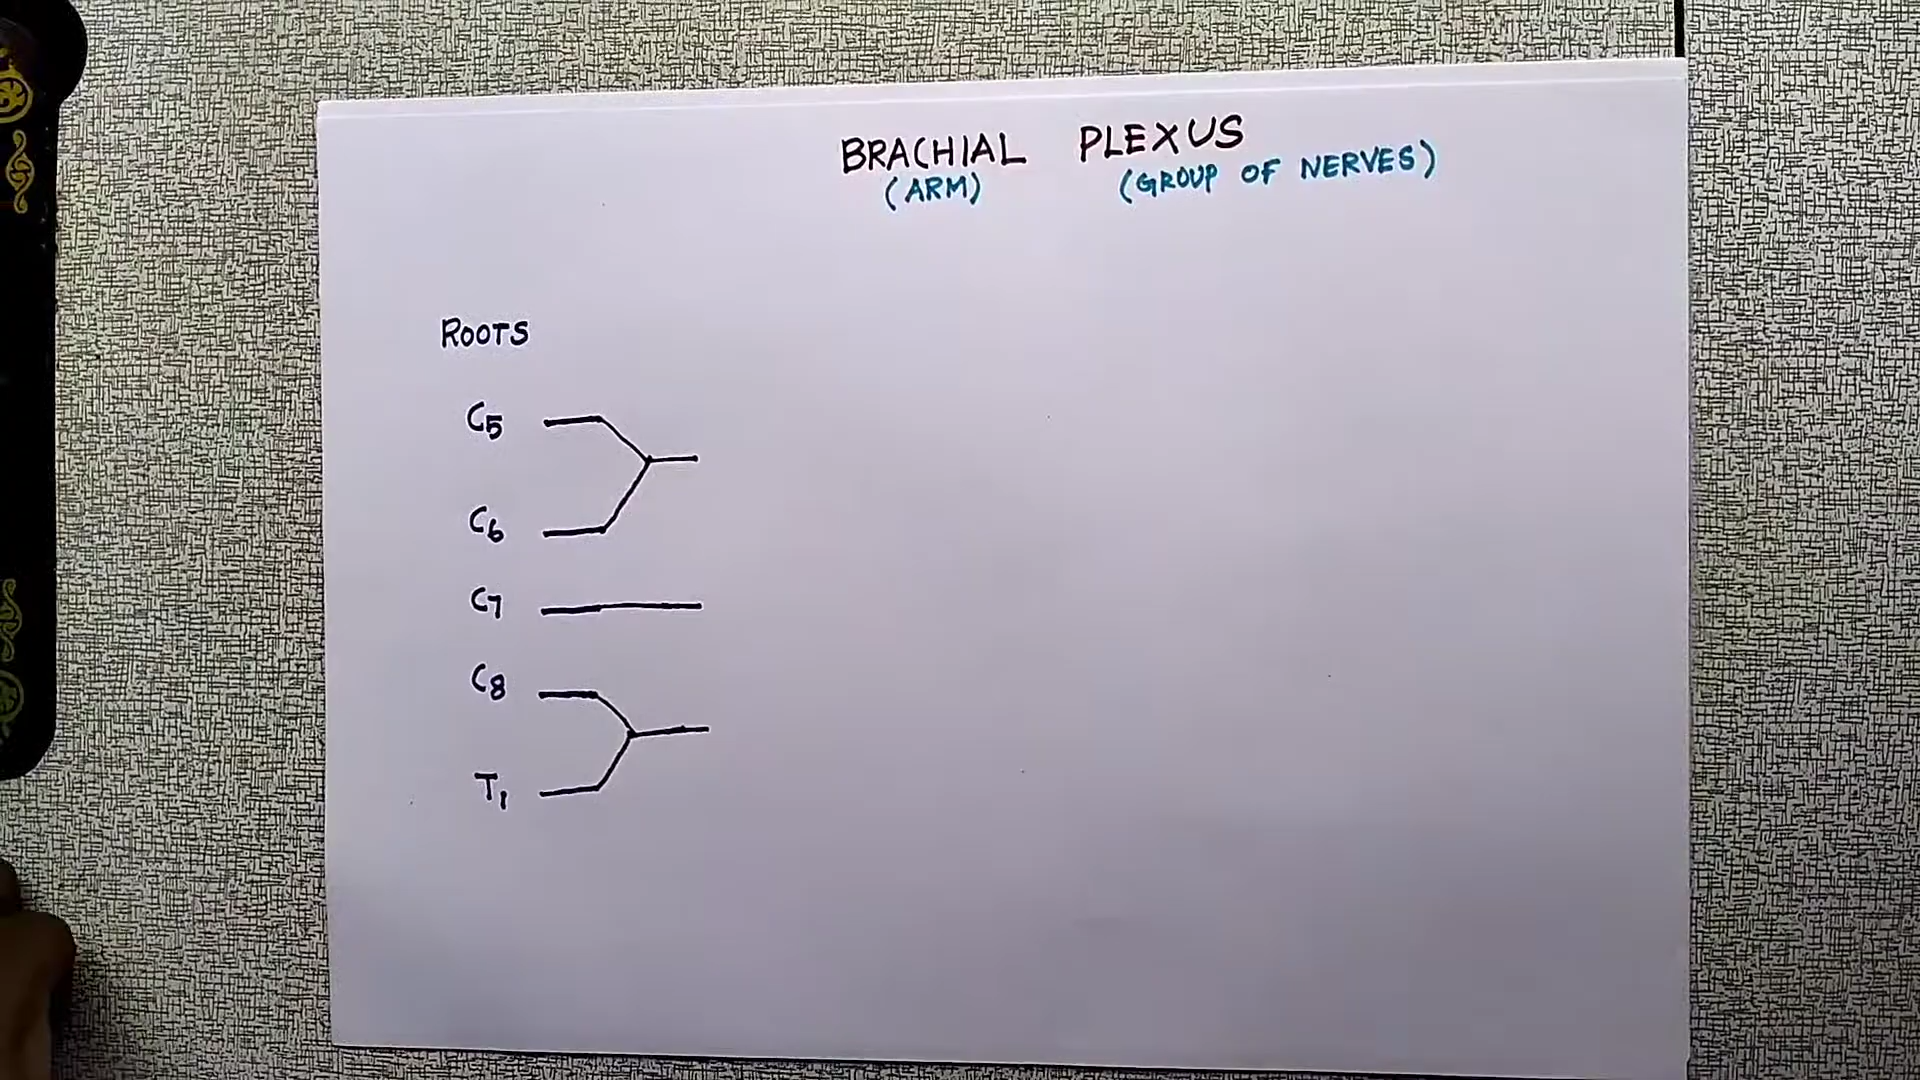 BRACHIAL PLEXUS
(ARM) (GROUP OF NERVES)
ROOTS
C5
C6
C7
C8
T1